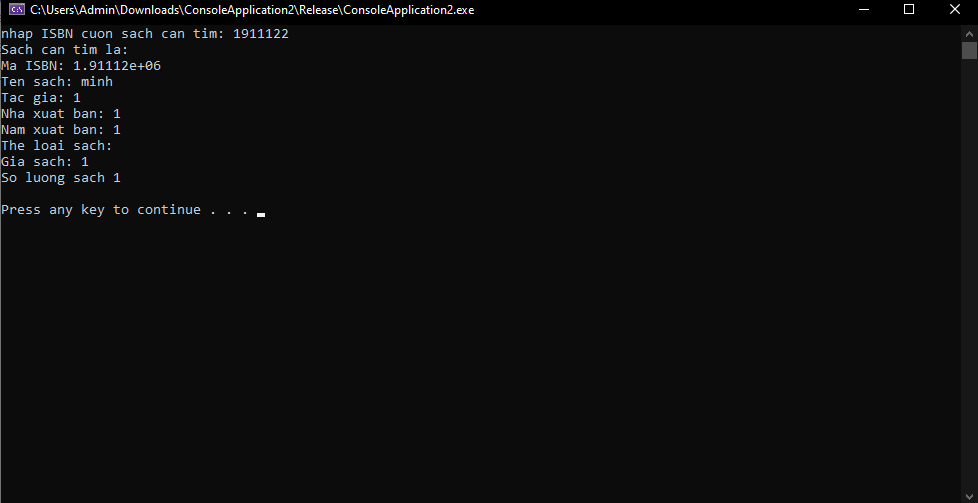 C:\Users\Admin\Downloads\ConsoleApplication2\Release\ConsoleApplication2.exe
nhap ISBN cuon sach can tim: 1911122
Sach can tim la:
Ma ISBN: 1.91112e+06
Ten sach: minh
Tac gia: 1
Nha xuat ban: 1
Nam xuat ban: 1
The loai sach:
Gia sach: 1
So luong sach 1
Press any key to continue . . .